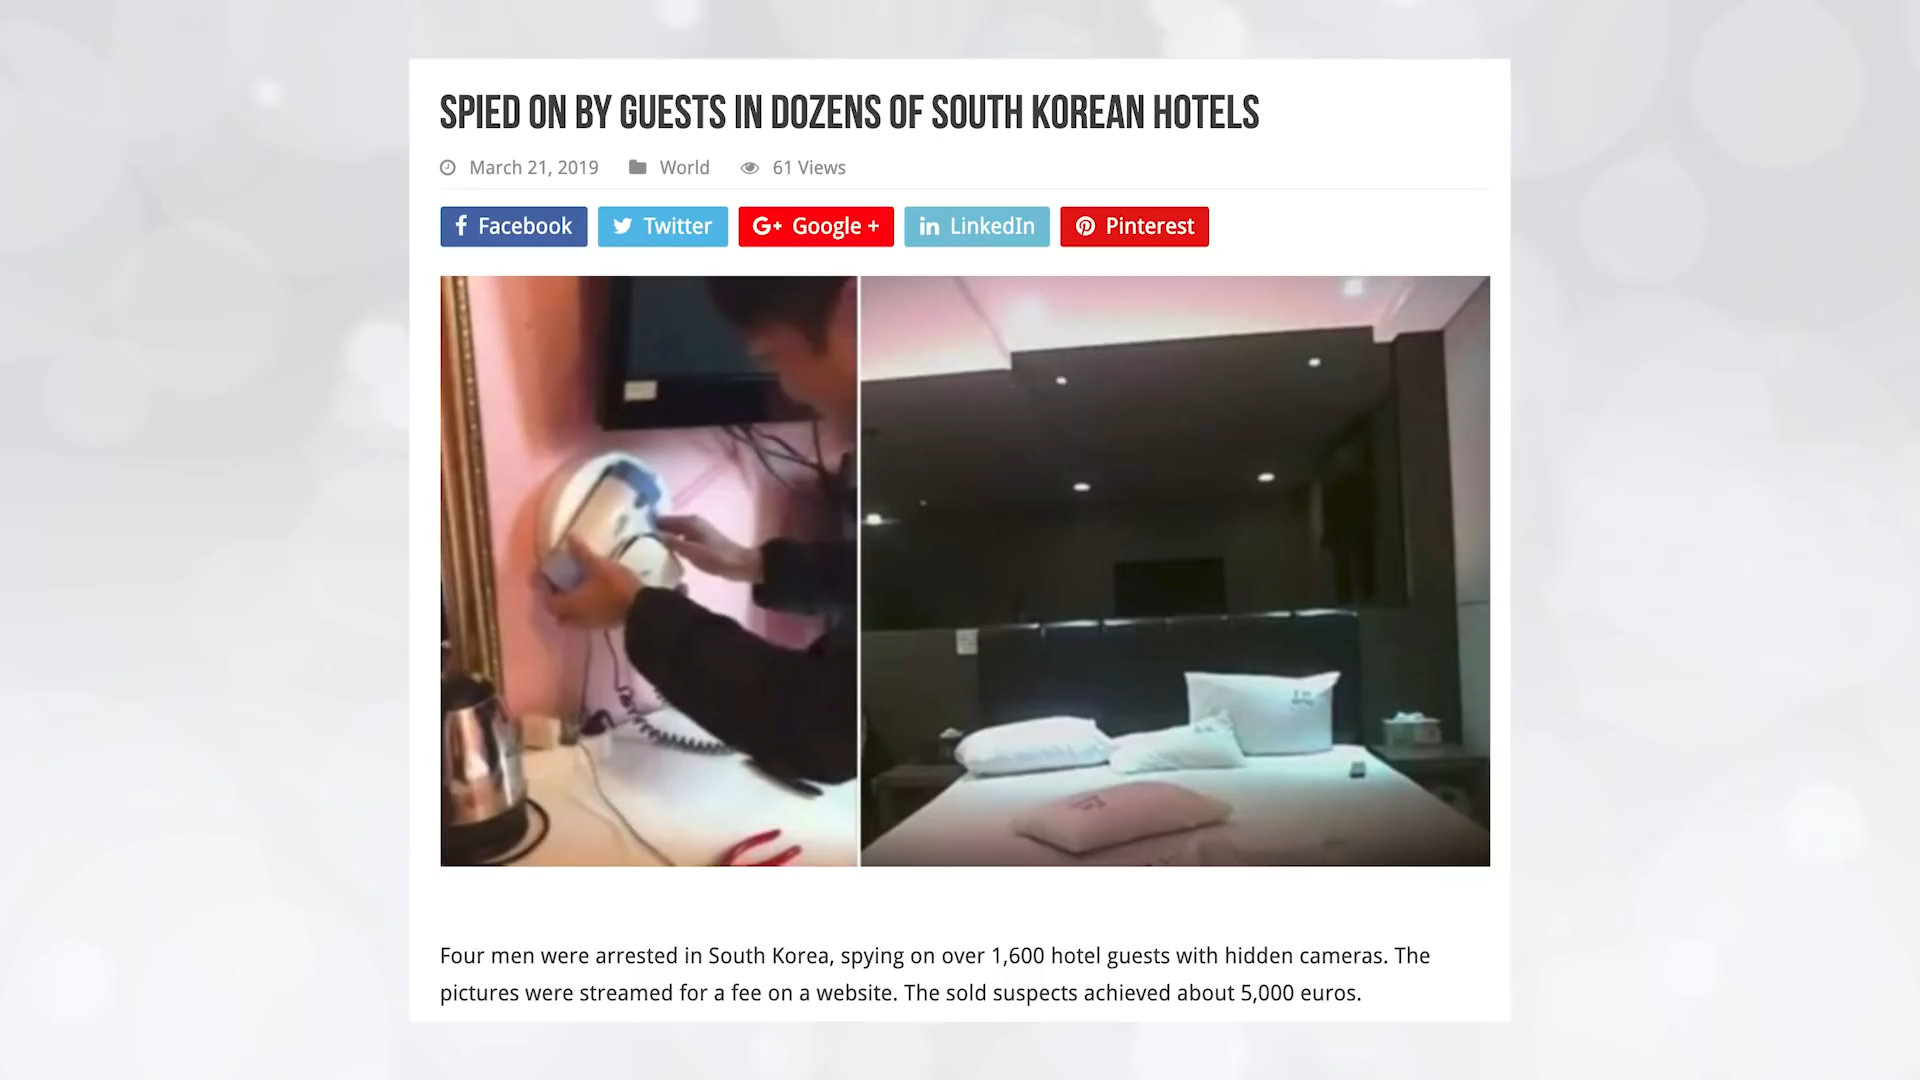 SPIED ON BY GUESTS IN DOZENS OF SOUTH KOREAN HOTELS
March 21, 2019 World 61 Views
Facebook Twitter G+ Google + in LinkedIn Pinterest
Four men were arrested in South Korea, spying on over 1,600 hotel guests with hidden cameras. The
pictures were streamed for a fee on a website. The sold suspects achieved about 5,000 euros.